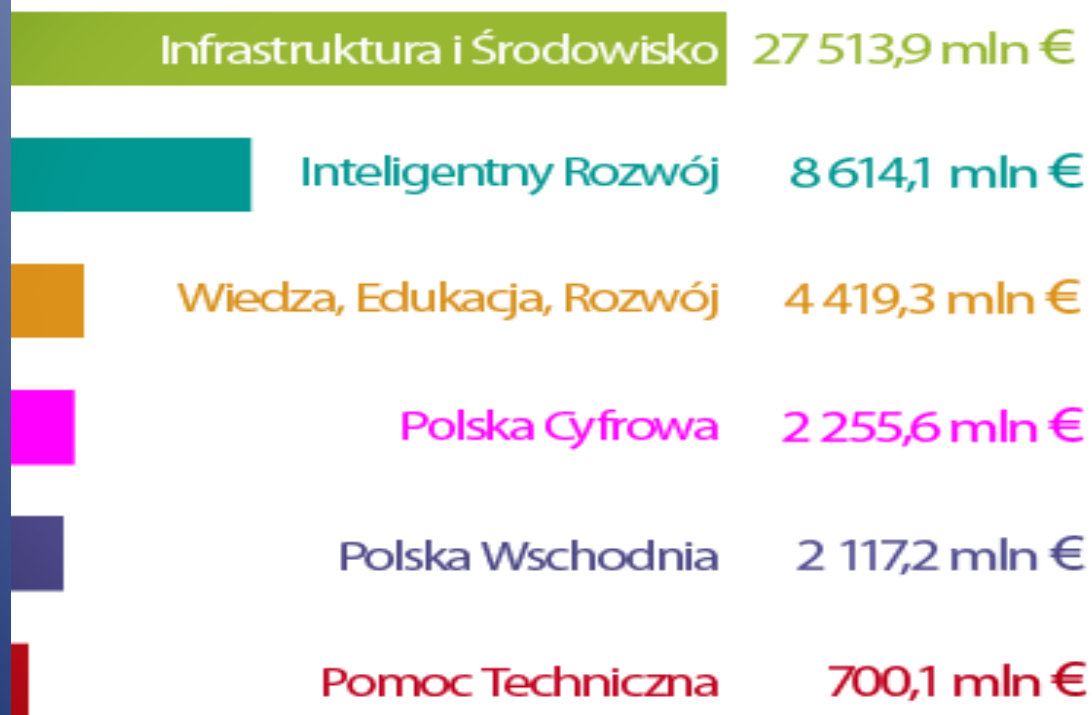 Infrastruktura i Środowisko 27 513,9 mln €
Inteligentny Rozwój 8 614,1 mln €
Wiedza, Edukacja, Rozwój 4 419,3 mln €
Polska Cyfrowa 2 255,6 mln €
Polska Wschodnia 2 117,2 mln €
Pomoc Techniczna 700,1 mln €